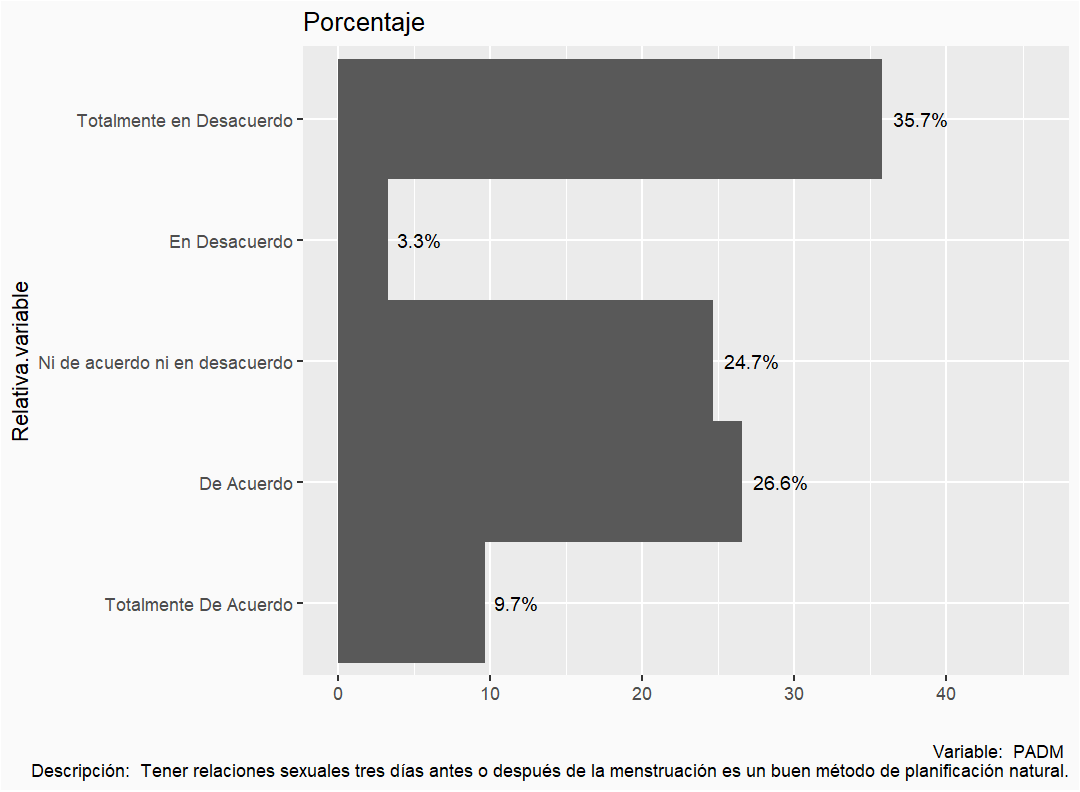 Porcentaje
Relativa.variable
Totalmente en Desacuerdo
35.7%
En Desacuerdo
3.3%
Ni de acuerdo ni en desacuerdo
24.7%
De Acuerdo
26.6%
Totalmente De Acuerdo
9.7%
0 10 20 30 40
Variable: PADM
Descripción: Tener relaciones sexuales tres días antes o después de la menstruación es un buen método de planificación natural.